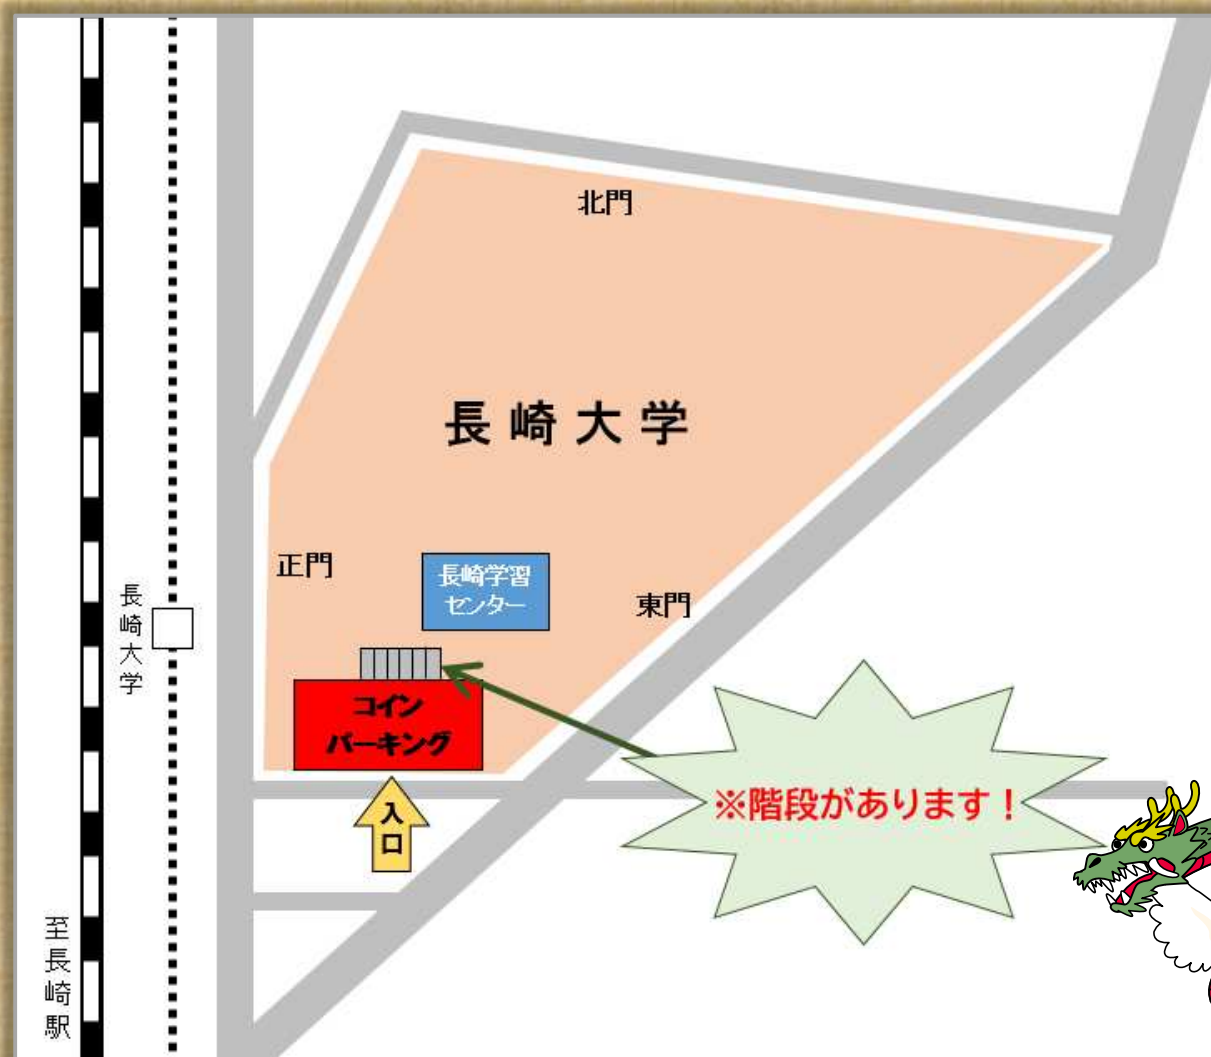 北門
長崎大学
正門
長崎学習
センター
東門
長崎大学
コイン
パーキング
※階段があります！
入口
至長崎駅